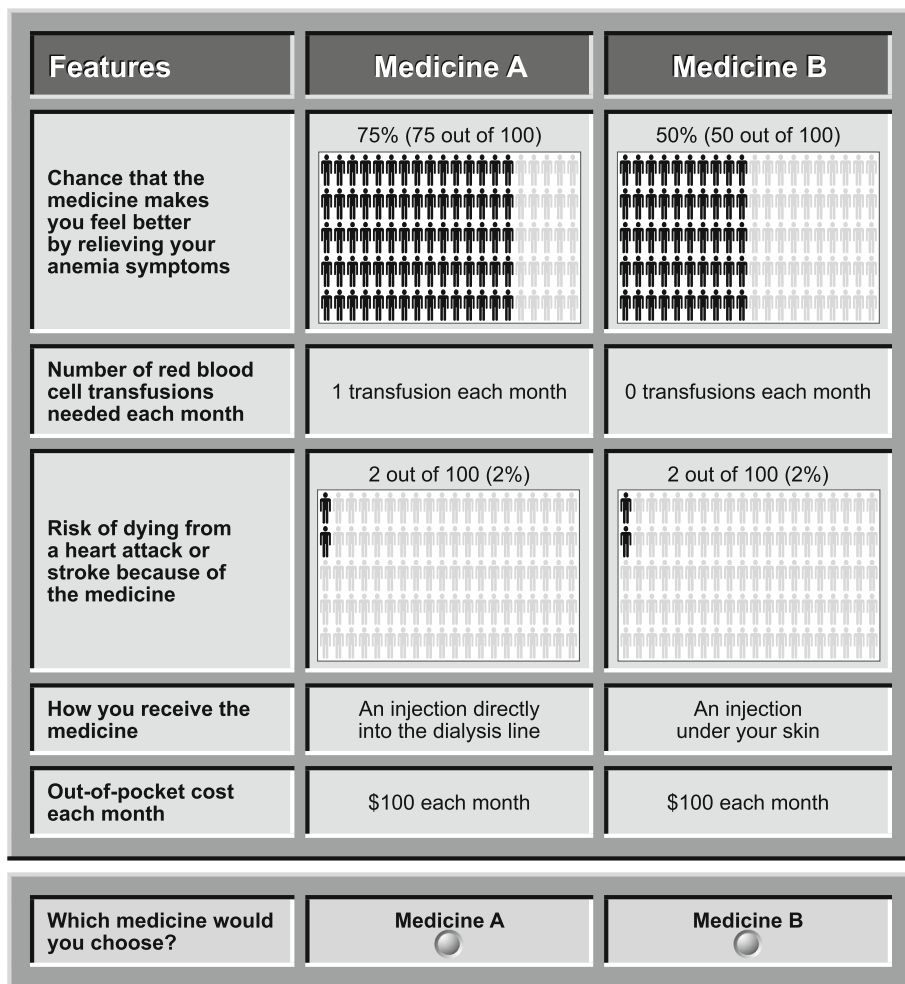 Features
Medicine A
Medicine B
Chance that the
medicine makes
you feel better
by relieving your
anemia symptoms
75% (75 out of 100)
50% (50 out of 100)
Number of red blood
cell transfusions
needed each month
1 transfusion each month
0 transfusions each month
Risk of dying from
a heart attack or
stroke because of
the medicine
2 out of 100 (2%)
2 out of 100 (2%)
How you receive the
medicine
An injection directly
into the dialysis line
An injection
under your skin
Out-of-pocket cost
each month
$100 each month
$100 each month
Which medicine would
you choose?
Medicine A
Medicine B